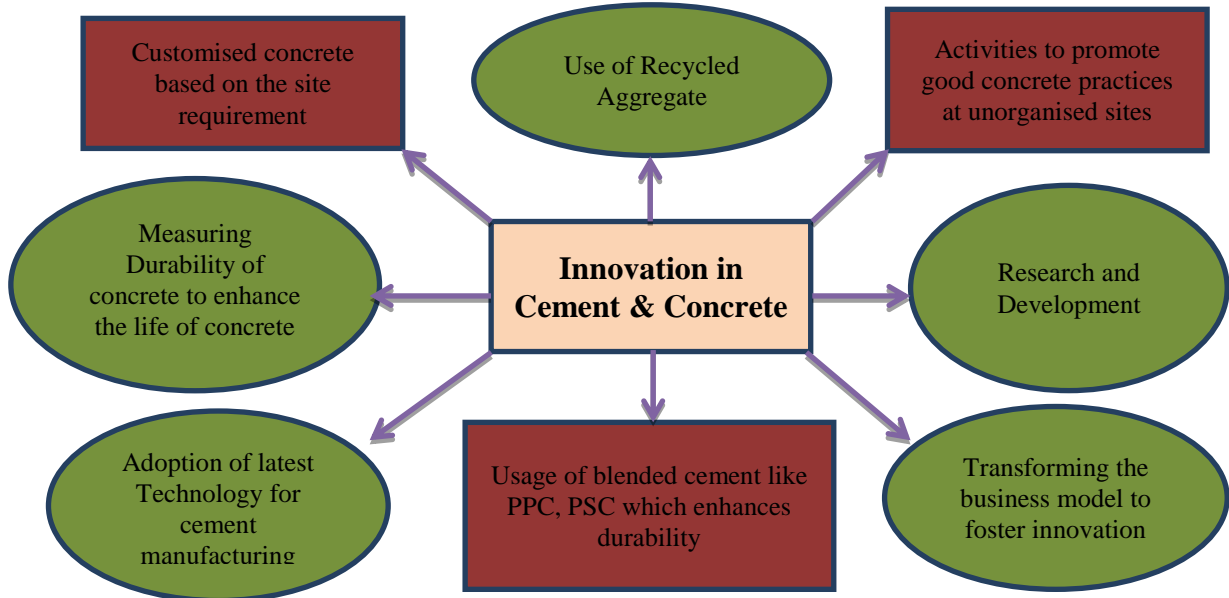 Customised concrete
based on the site
requirement
Use of Recycled
Aggregate
Activities to promote
good concrete practices
at unorganised sites
Measuring
Durability of
concrete to enhance
the life of concrete
Innovation in
Cement & Concrete
Research and
Development
Adoption of latest
Technology for
cement
manufacturing
Usage of blended cement like
PPC, PSC which enhances
durability
Transforming the
business model to
foster innovation